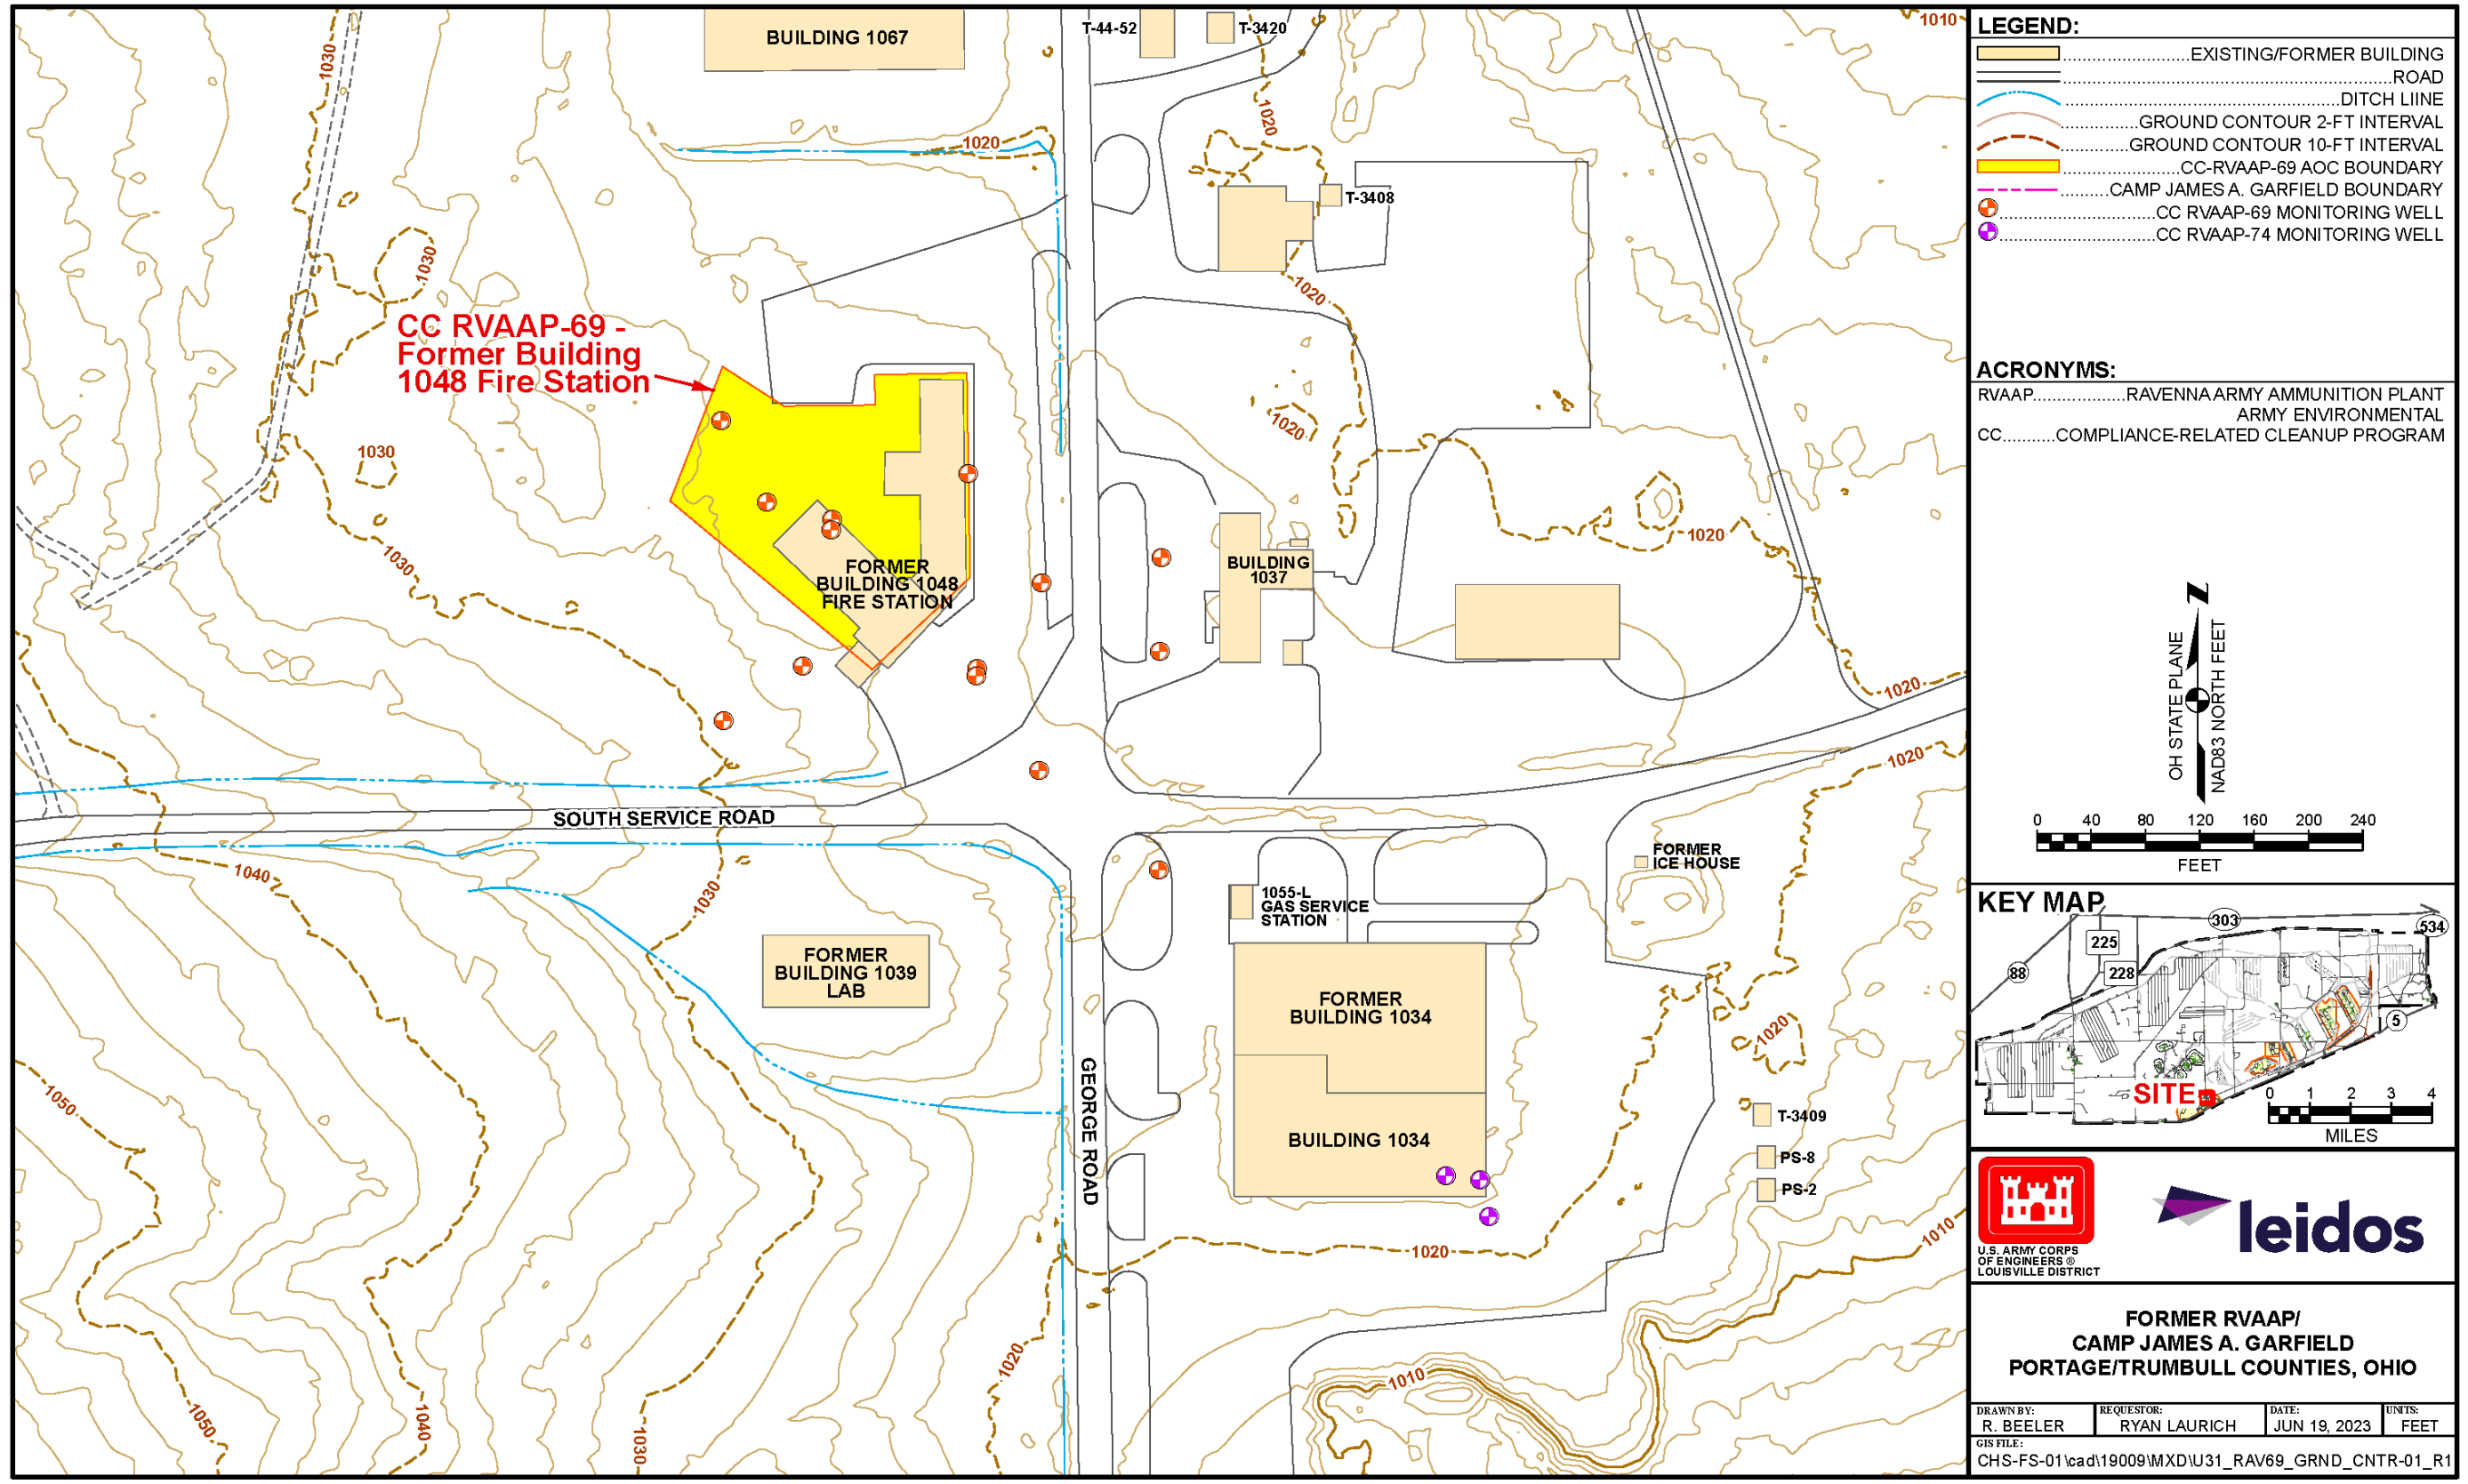 BUILDING 1067
T-44-52
T-3420
1010
1030
1020
1020
T-3408
1030
1020
CC RVAAP-69 -
Former Building
1048 Fire Station
1020
1030
1020
1030
FORMER
BUILDING 1048
FIRE STATION
BUILDING
1037
1020
1020
SOUTH SERVICE ROAD
1040
1030
FORMER
ICE HOUSE
1055-L
GAS SERVICE
STATION
FORMER
BUILDING 1039
LAB
FORMER
BUILDING 1034
1020
1050
GEORGE ROAD
BUILDING 1034
T-3409
PS-8
PS-2
1020
1010
1020
1010
1050
1040
1030
LEGEND:
EXISTING/FORMER BUILDING
ROAD
DITCH LIINE
GROUND CONTOUR 2-FT INTERVAL
GROUND CONTOUR 10-FT INTERVAL
CC-RVAAP-69 AOC BOUNDARY
CAMP JAMES A. GARFIELD BOUNDARY
CC RVAAP-69 MONITORING WELL
CC RVAAP-74 MONITORING WELL
ACRONYMS:
RVAAP.................RAVENNA ARMY AMMUNITION PLANT
ARMY ENVIRONMENTAL
CC..........COMPLIANCE-RELATED CLEANUP PROGRAM
Z
OH STATE PLANE
NAD83 NORTH FEET
0 40 80 120 160 200 240
FEET
KEY MAP
303
534
225
88
228
5
SITE
0 1 2 3 4
MILES
U.S. ARMY CORPS
OF ENGINEERS ®
LOUISVILLE DISTRICT
leidos
FORMER RVAAP/
CAMP JAMES A. GARFIELD
PORTAGE/TRUMBULL COUNTIES, OHIO
DRAWN BY:
R. BEELER
REQUESTOR:
RYAN LAURICH
DATE:
JUN 19, 2023
UNITS:
FEET
GIS FILE:
CHS-FS-01\cad\19009\MXD\U31_RAV69_GRND_CNTR-01_R1